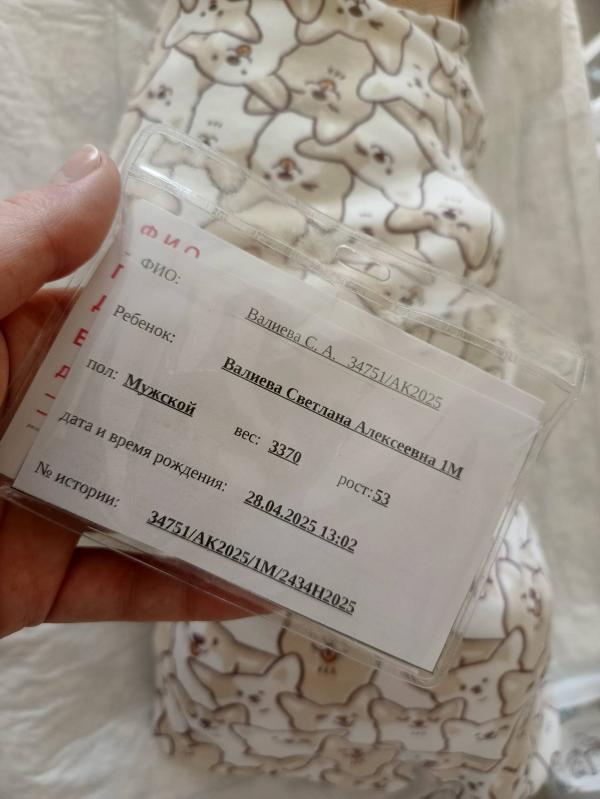 ФИО
ФИО: Валиева С. А. 34751/АК2025
Ребенок: Валиева Светлана Алексеевна 1М
пол: Мужской вес: 3370 рост: 53
дата и время рождения: 28.04.2025 13:02
№ истории: 34751/АК2025/1М/2434Н2025